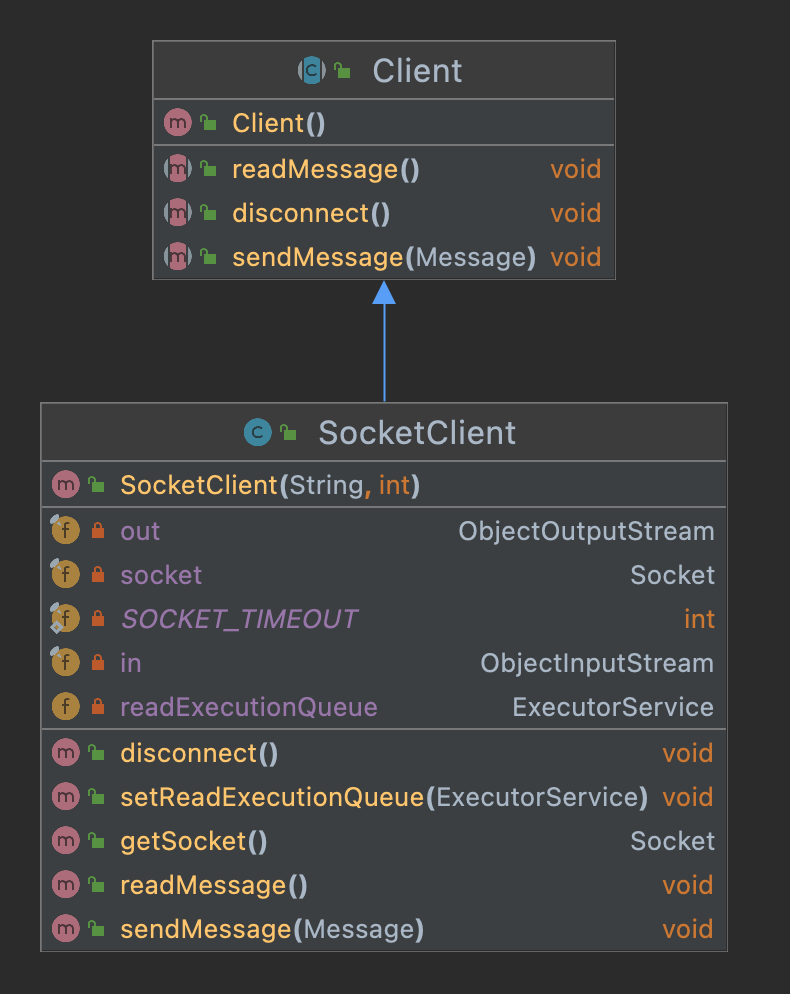 Client
Client()
readMessage() void
disconnect() void
sendMessage(Message) void
SocketClient
SocketClient(String, int)
out ObjectOutputStream
socket Socket
SOCKET_TIMEOUT int
in ObjectInputStream
readExecutionQueue ExecutorService
disconnect() void
setReadExecutionQueue(ExecutorService) void
getSocket() Socket
readMessage() void
sendMessage(Message) void